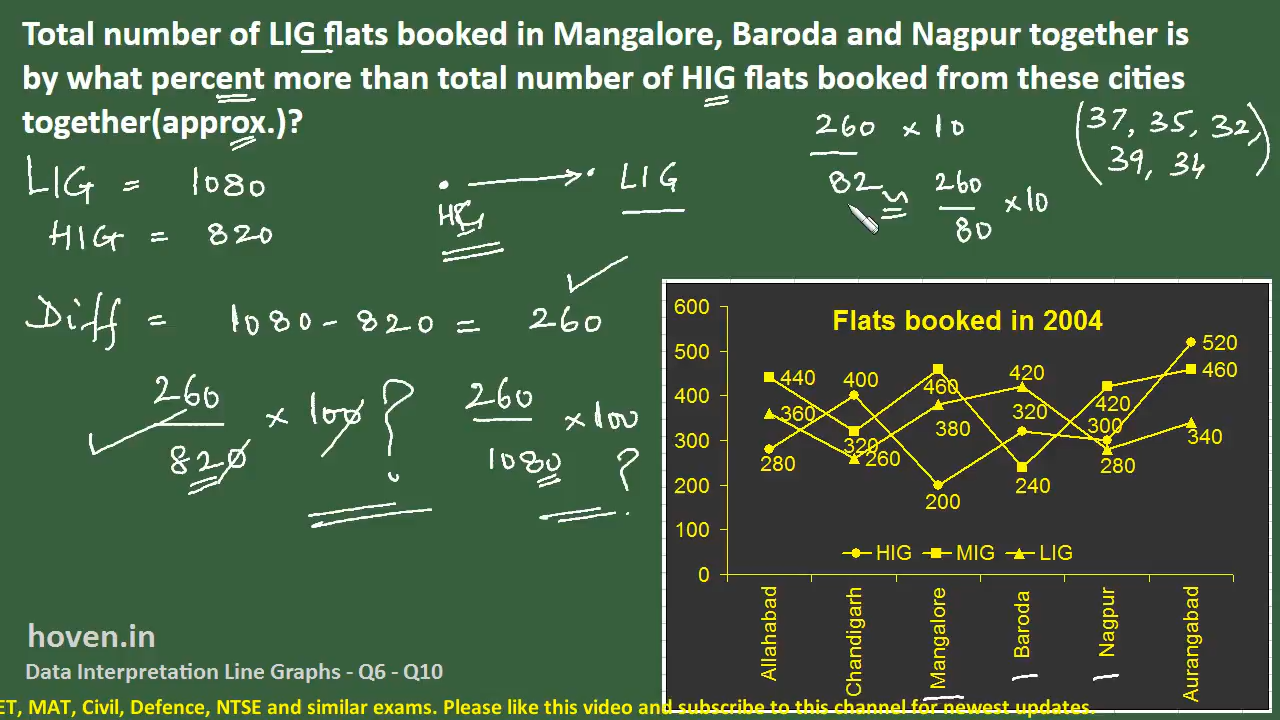 Total number of LIG flats booked in Mangalore, Baroda and Nagpur together is
by what percent more than total number of HIG flats booked from these cities
together(approx.)?
260 × 10
(37, 35, 32,
39, 34)
LIG = 1080
LIG
82 ≈ 260 × 10
80
HIG = 820
Diff = 1080 - 820 = 260
260 × 100 ?
820
260 × 100
1080 ?
Flats booked in 2004
600
500
400
300
200
100
0
440
360
280
400
320
260
460
380
200
420
320
240
420
300
280
520
460
340
HIG MIG LIG
Allahabad
Chandigarh
Mangalore
Baroda
Nagpur
Aurangabad
hoven.in
Data Interpretation Line Graphs - Q6 - Q10
ET, MAT, Civil, Defence, NTSE and similar exams. Please like this video and subscribe to this channel for newest updates.